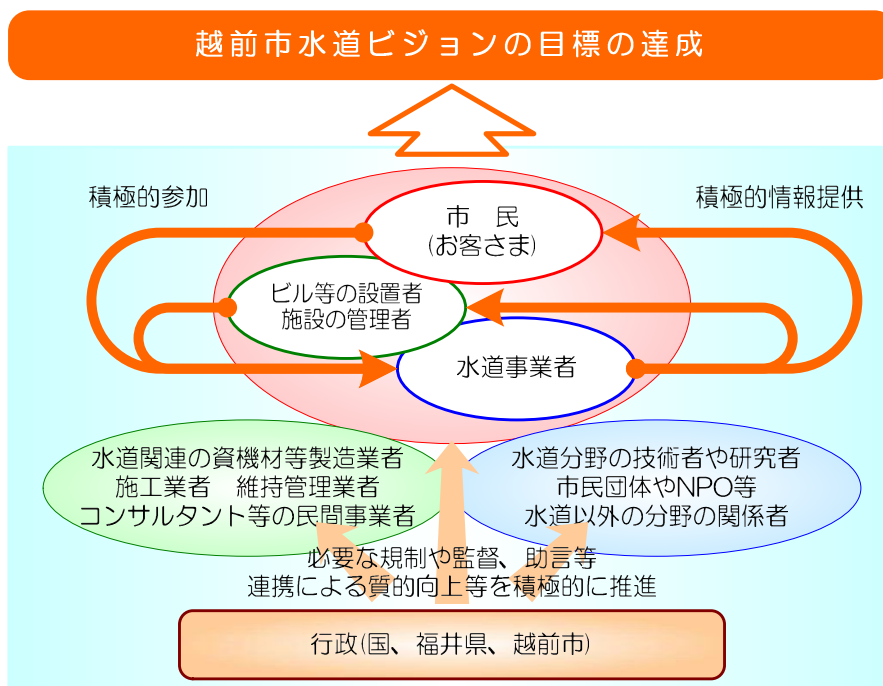 越前市水道ビジョンの目標の達成
積極的参加
積極的情報提供
市　民
(お客さま)
ビル等の設置者
施設の管理者
水道事業者
水道関連の資機材等製造業者
施工業者　維持管理業者
コンサルタント等の民間事業者
水道分野の技術者や研究者
市民団体やNPO等
水道以外の分野の関係者
必要な規制や監督、助言等
連携による質的向上等を積極的に推進
行政(国、福井県、越前市)